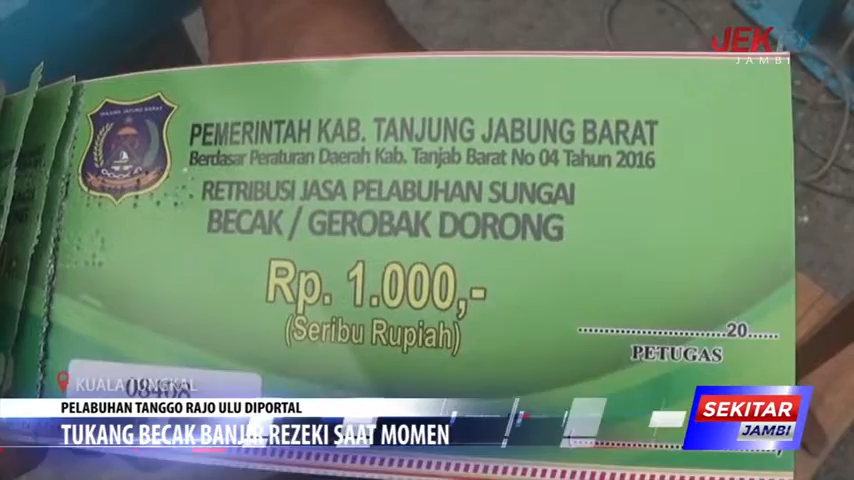 JEK TV
JAMBI
TANJUNG JABUNG BARAT
PEMERINTAH KAB. TANJUNG JABUNG BARAT
Berdasar Peraturan Daerah Kab. Tanjab Barat No 04 Tahun 2016
RETRIBUSI JASA PELABUHAN SUNGAI
BECAK / GEROBAK DORONG
Rp. 1.000,-
(Seribu Rupiah)
........................20......
PETUGAS
KUALA TUNGKAL
PELABUHAN TANGGO RAJO ULU DIPORTAL
TUKANG BECAK BANJIR REZEKI SAAT MOMEN
SEKITAR
JAMBI